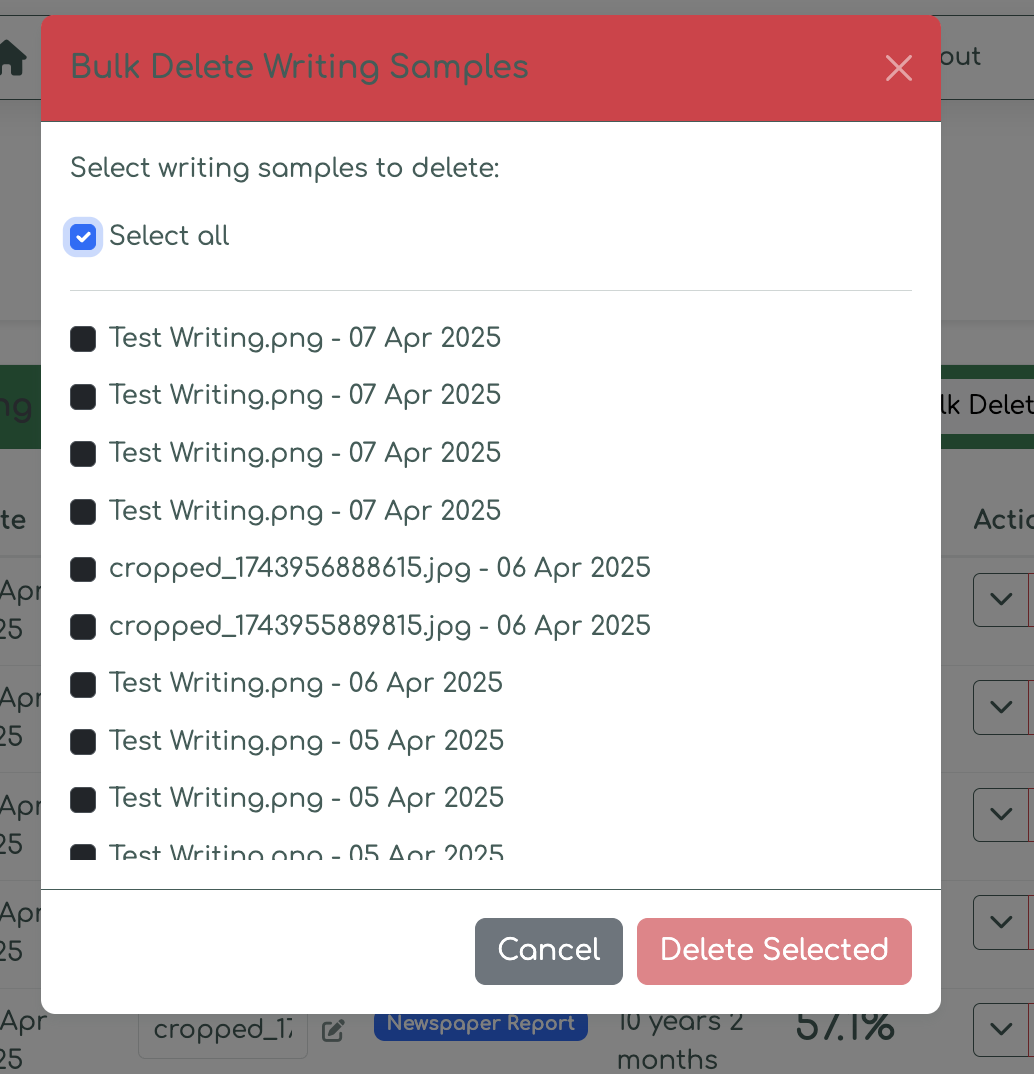 Bulk Delete Writing Samples
out
Select writing samples to delete:
Select all
Test Writing.png - 07 Apr 2025
Test Writing.png - 07 Apr 2025
Test Writing.png - 07 Apr 2025
Test Writing.png - 07 Apr 2025
cropped_1743956888615.jpg - 06 Apr 2025
cropped_1743955889815.jpg - 06 Apr 2025
Test Writing.png - 06 Apr 2025
Test Writing.png - 05 Apr 2025
Test Writing.png - 05 Apr 2025
Test Writing.png - 05 Apr 2025
Cancel
Delete Selected
ng
lk Delet
te
Actio
Apr
25
Apr
25
Apr
25
Apr
25
Apr
25
cropped_17
Newspaper Report
10 years 2
months
57.1%